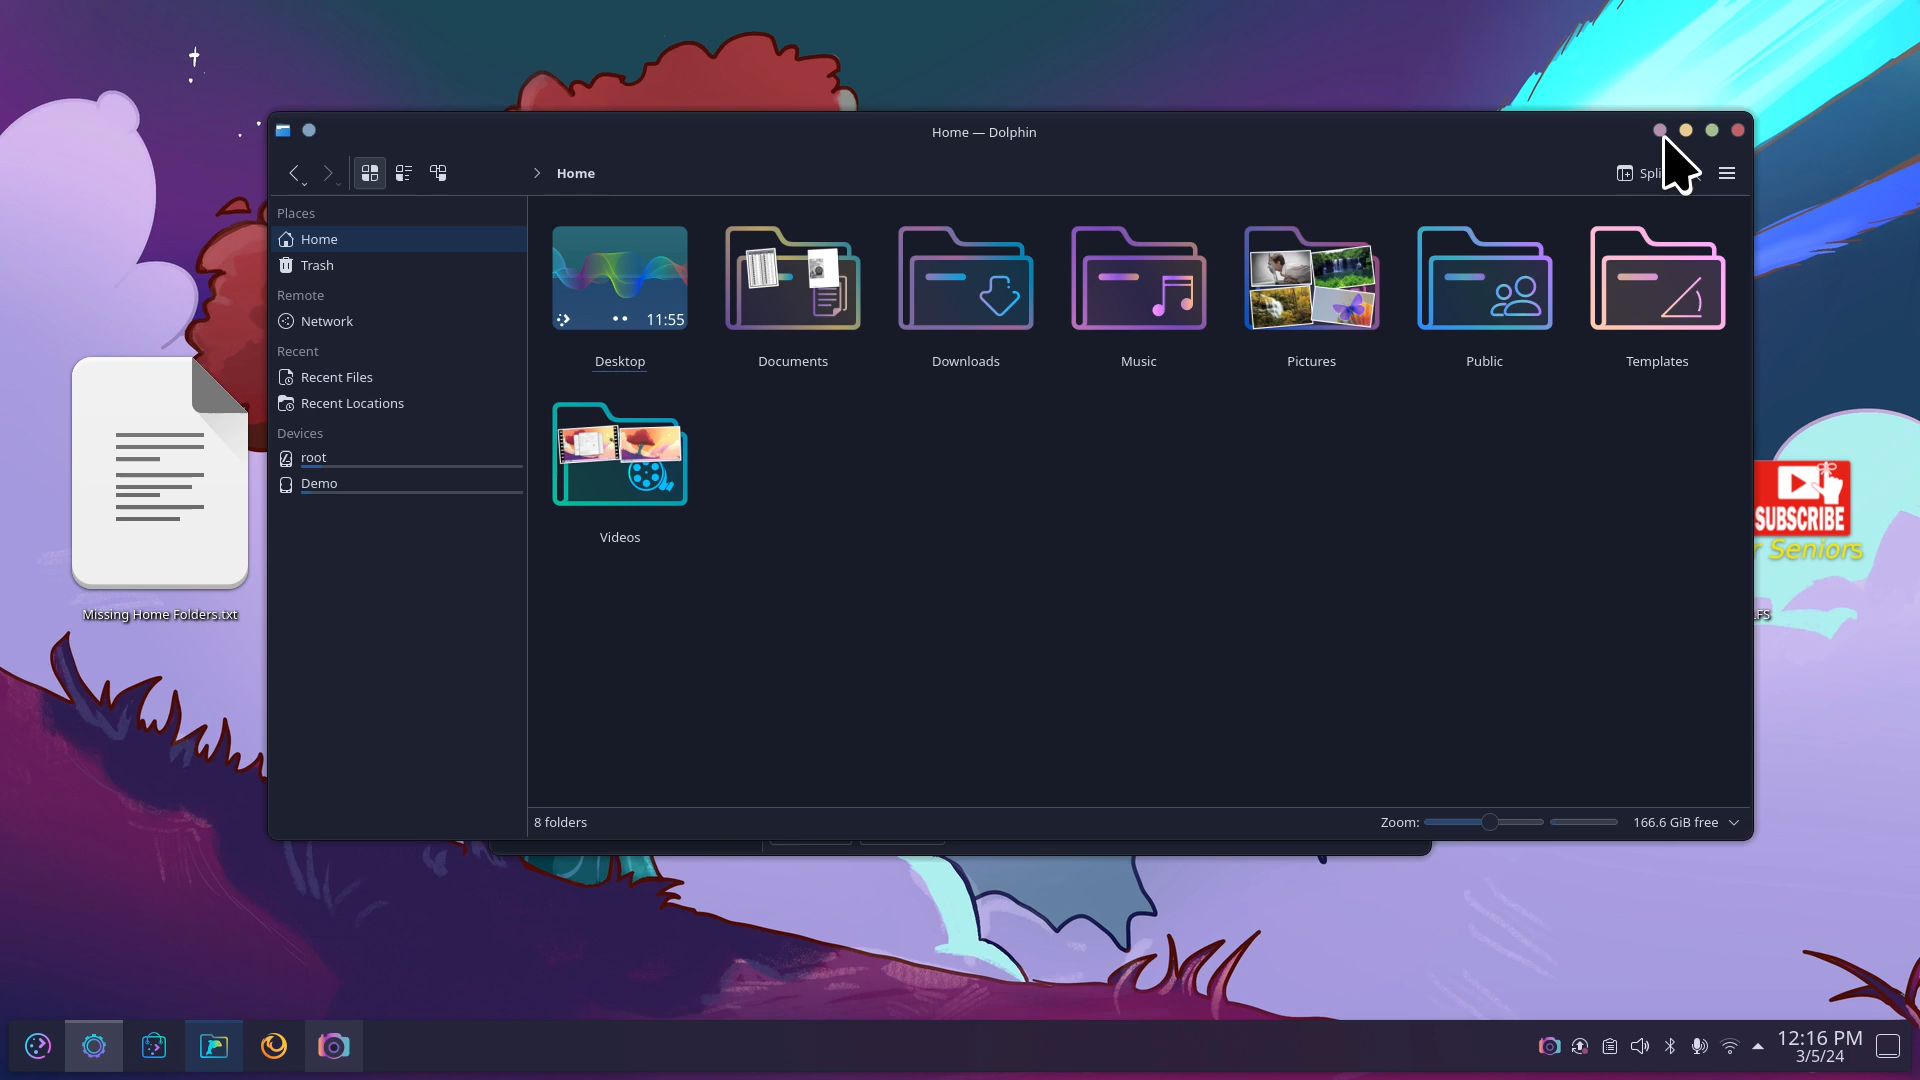 Home — Dolphin
Home
Spli
Places
Home
Trash
Remote
Network
Recent
Recent Files
Recent Locations
Devices
root
Demo
11:55
Desktop
Documents
Downloads
Music
Pictures
Public
Templates
Videos
Missing Home Folders.txt
SUBSCRIBE
r Seniors
FS
8 folders
Zoom:
166.6 GiB free
12:16 PM
3/5/24